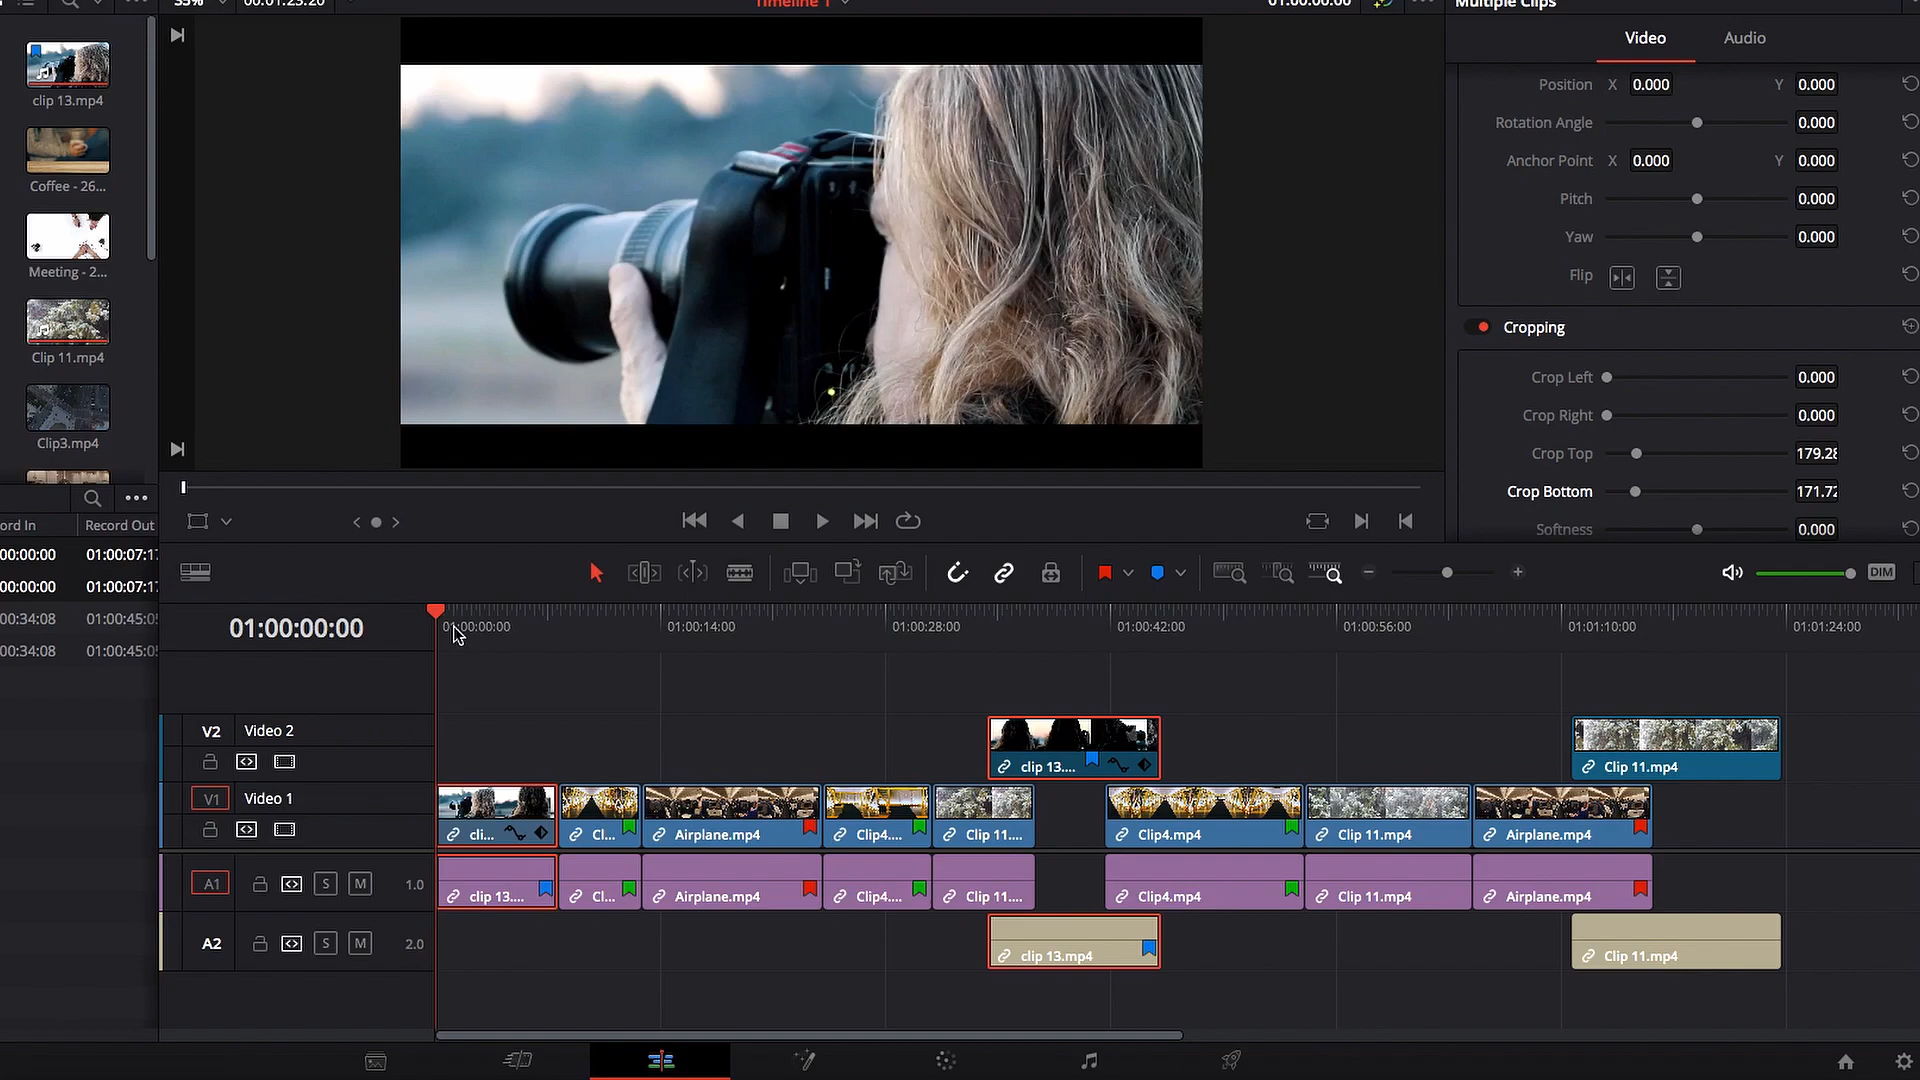 35% 00:01:23:20 Timeline 1 01:00:00:00 Multiple Clips
Video Audio
clip 13.mp4
Coffee - 26...
Meeting - 2...
Clip 11.mp4
Clip3.mp4
Position X 0.000 Y 0.000
Rotation Angle 0.000
Anchor Point X 0.000 Y 0.000
Pitch 0.000
Yaw 0.000
Flip
Cropping
Crop Left 0.000
Crop Right 0.000
Crop Top 179.28
Crop Bottom 171.72
Softness 0.000
ord In Record Out
00:00:00 01:00:07:17
00:00:00 01:00:07:17
00:34:08 01:00:45:05
00:34:08 01:00:45:05
DIM
01:00:00:00
01:00:00:00 01:00:14:00 01:00:28:00 01:00:42:00 01:00:56:00 01:01:10:00 01:01:24:00
V2 Video 2
clip 13.... Clip 11.mp4
V1 Video 1
cli... Cl... Airplane.mp4 Clip4.... Clip 11.... Clip4.mp4 Clip 11.mp4 Airplane.mp4
A1 S M 1.0
clip 13.... Cl... Airplane.mp4 Clip4.... Clip 11.... Clip4.mp4 Clip 11.mp4 Airplane.mp4
A2 S M 2.0
clip 13.mp4 Clip 11.mp4